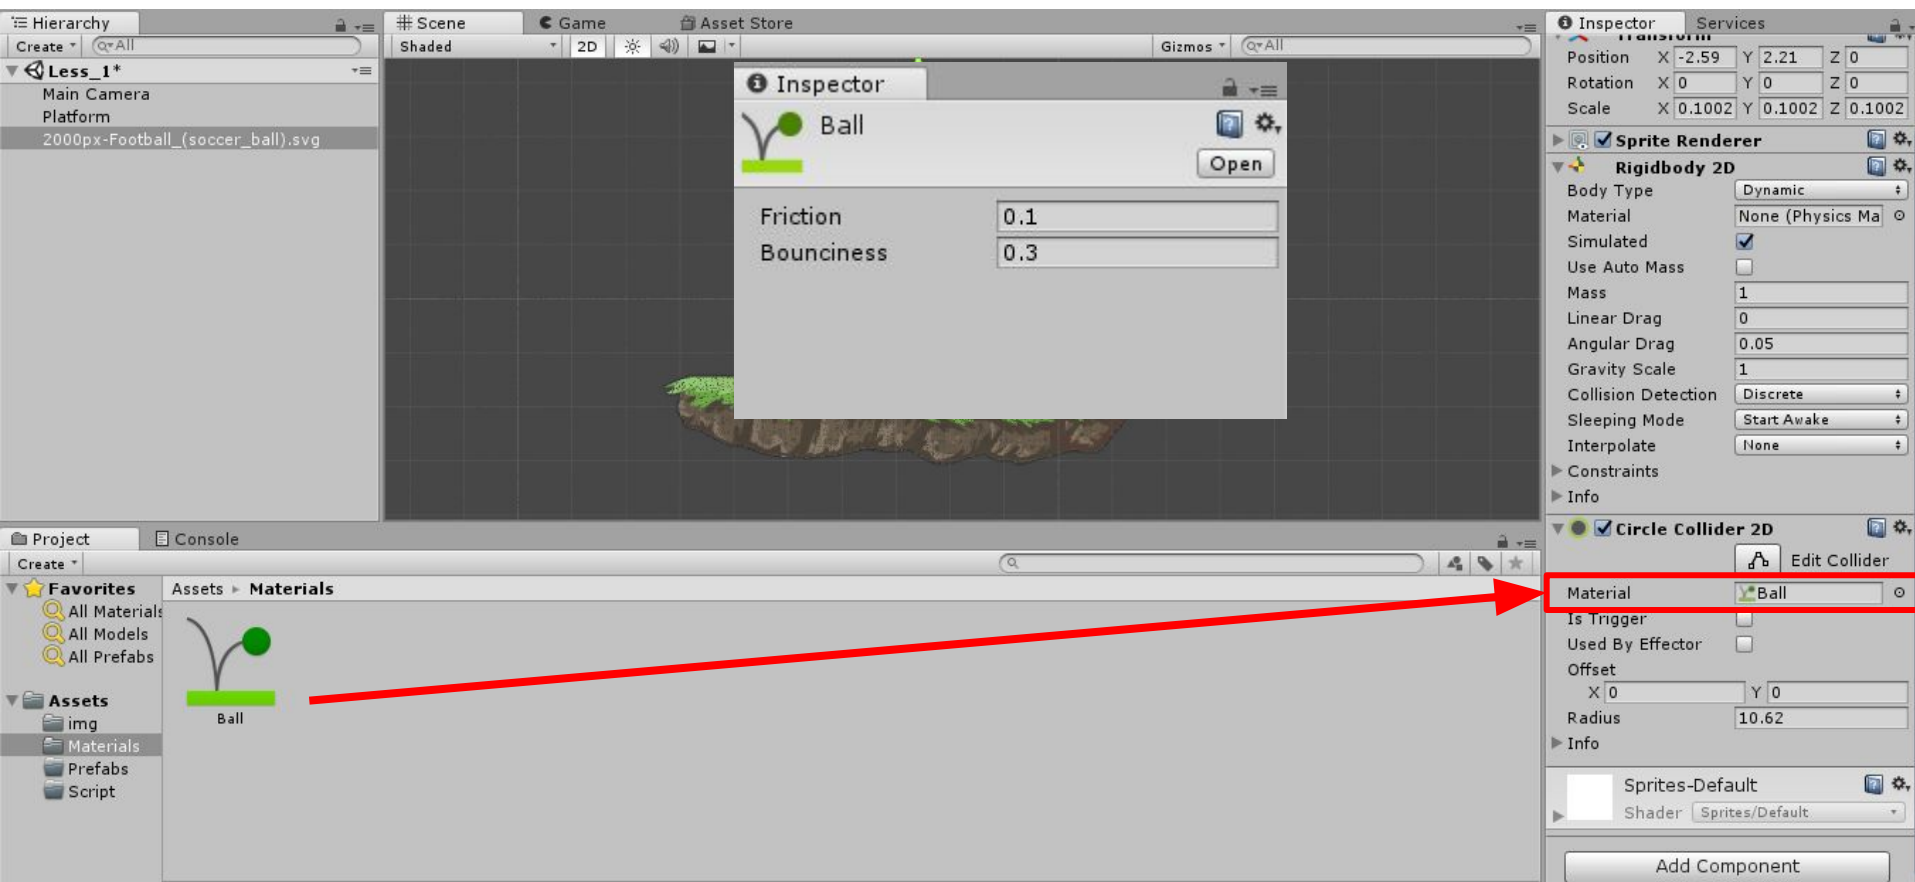 Hierarchy
Create All
Less_1*
Main Camera
Platform
2000px-Football_(soccer_ball).svg
Scene Game Asset Store
Shaded 2D Gizmos All
Inspector
Ball
Open
Friction 0.1
Bounciness 0.3
Inspector Services
Transform
Position X -2.59 Y 2.21 Z 0
Rotation X 0 Y 0 Z 0
Scale X 0.1002 Y 0.1002 Z 0.1002
Sprite Renderer
Rigidbody 2D
Body Type Dynamic
Material None (Physics Ma
Simulated
Use Auto Mass
Mass 1
Linear Drag 0
Angular Drag 0.05
Gravity Scale 1
Collision Detection Discrete
Sleeping Mode Start Awake
Interpolate None
Constraints
Info
Circle Collider 2D
Edit Collider
Material Ball
Is Trigger
Used By Effector
Offset
X 0 Y 0
Radius 10.62
Info
Sprites-Default
Shader Sprites/Default
Add Component
Project Console
Create
Favorites
All Materials
All Models
All Prefabs
Assets
img
Materials
Prefabs
Script
Assets Materials
Ball